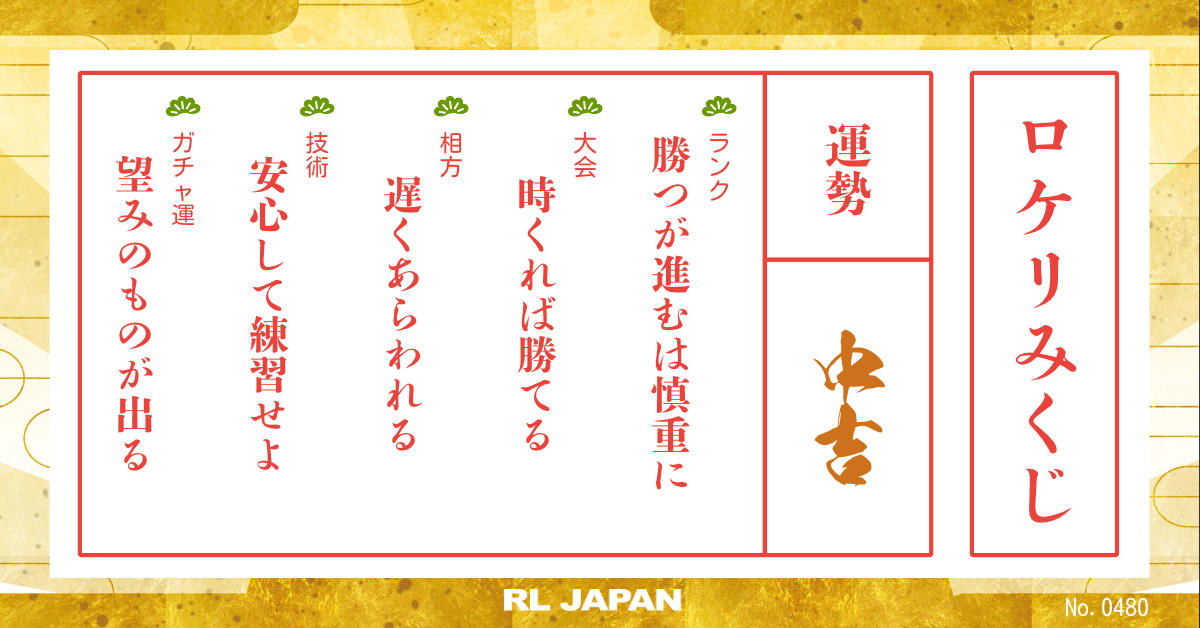 ロケリみくじ
運勢
中吉
ランク
勝つが進むは慎重に
大会
時くれば勝てる
相方
遅くあらわれる
技術
安心して練習せよ
ガチャ運
望みのものが出る
RL JAPAN
No. 0480